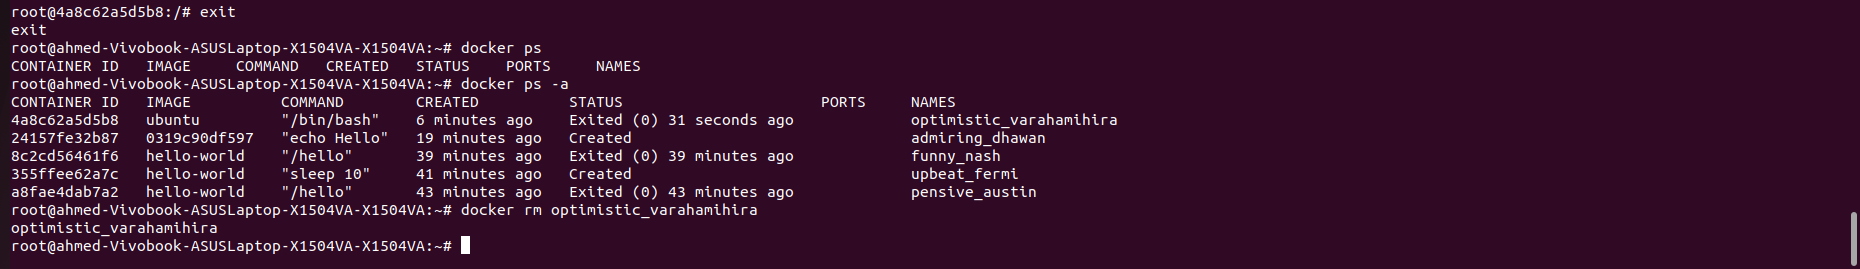 root@4a8c62a5d5b8:/# exit
exit
root@ahmed-Vivobook-ASUSLaptop-X1504VA-X1504VA:~# docker ps
CONTAINER ID   IMAGE     COMMAND   CREATED   STATUS    PORTS     NAMES
root@ahmed-Vivobook-ASUSLaptop-X1504VA-X1504VA:~# docker ps -a
CONTAINER ID   IMAGE          COMMAND        CREATED          STATUS                      PORTS     NAMES
4a8c62a5d5b8   ubuntu         "/bin/bash"    6 minutes ago    Exited (0) 31 seconds ago             optimistic_varahamihira
24157fe32b87   0319c90df597   "echo Hello"   19 minutes ago   Created                               admiring_dhawan
8c2cd56461f6   hello-world    "/hello"       39 minutes ago   Exited (0) 39 minutes ago             funny_nash
355ffee62a7c   hello-world    "sleep 10"     41 minutes ago   Created                               upbeat_fermi
a8fae4dab7a2   hello-world    "/hello"       43 minutes ago   Exited (0) 43 minutes ago             pensive_austin
root@ahmed-Vivobook-ASUSLaptop-X1504VA-X1504VA:~# docker rm optimistic_varahamihira
optimistic_varahamihira
root@ahmed-Vivobook-ASUSLaptop-X1504VA-X1504VA:~#